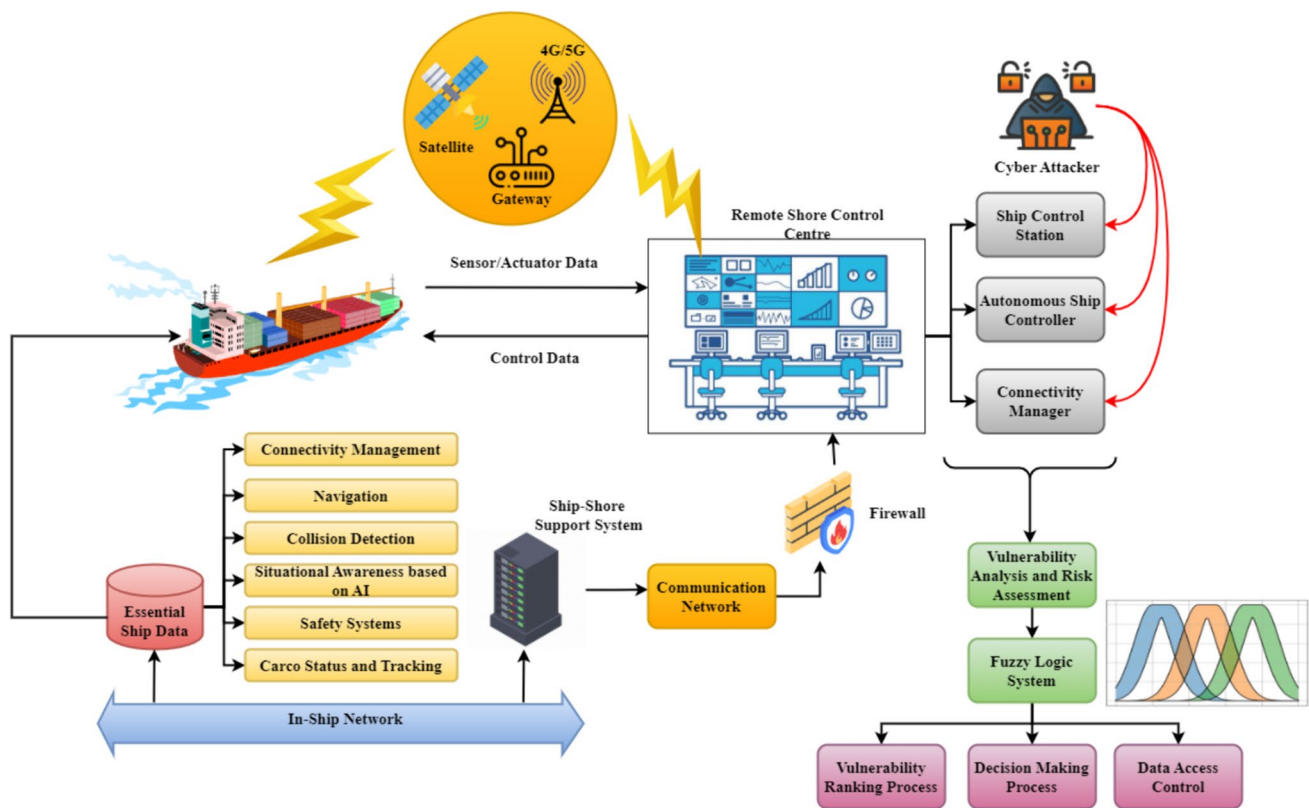 4G/5G
Satellite
Gateway
Cyber Attacker
Remote Shore Control
Centre
Ship Control
Station
Sensor/Actuator Data
Autonomous Ship
Controller
Control Data
Connectivity
Manager
Connectivity Management
Navigation
Collision Detection
Situational Awareness based
on AI
Safety Systems
Carco Status and Tracking
Essential
Ship Data
Ship-Shore
Support System
Firewall
Communication
Network
In-Ship Network
Vulnerability
Analysis and Risk
Assessment
Fuzzy Logic
System
Vulnerability
Ranking Process
Decision Making
Process
Data Access
Control